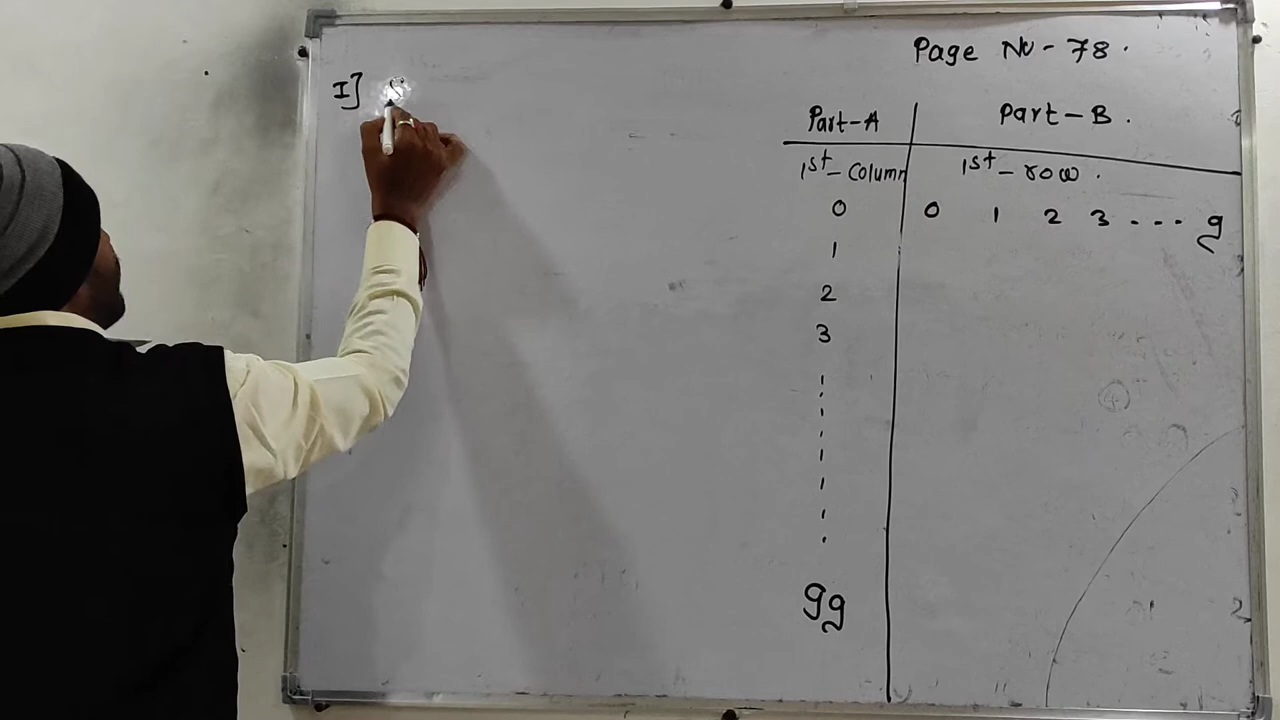 Page No - 78.
I] S
Part-A Part-B.
1st-Column 1st-row.
0 0 1 2 3 ... 9
1
2
3
99